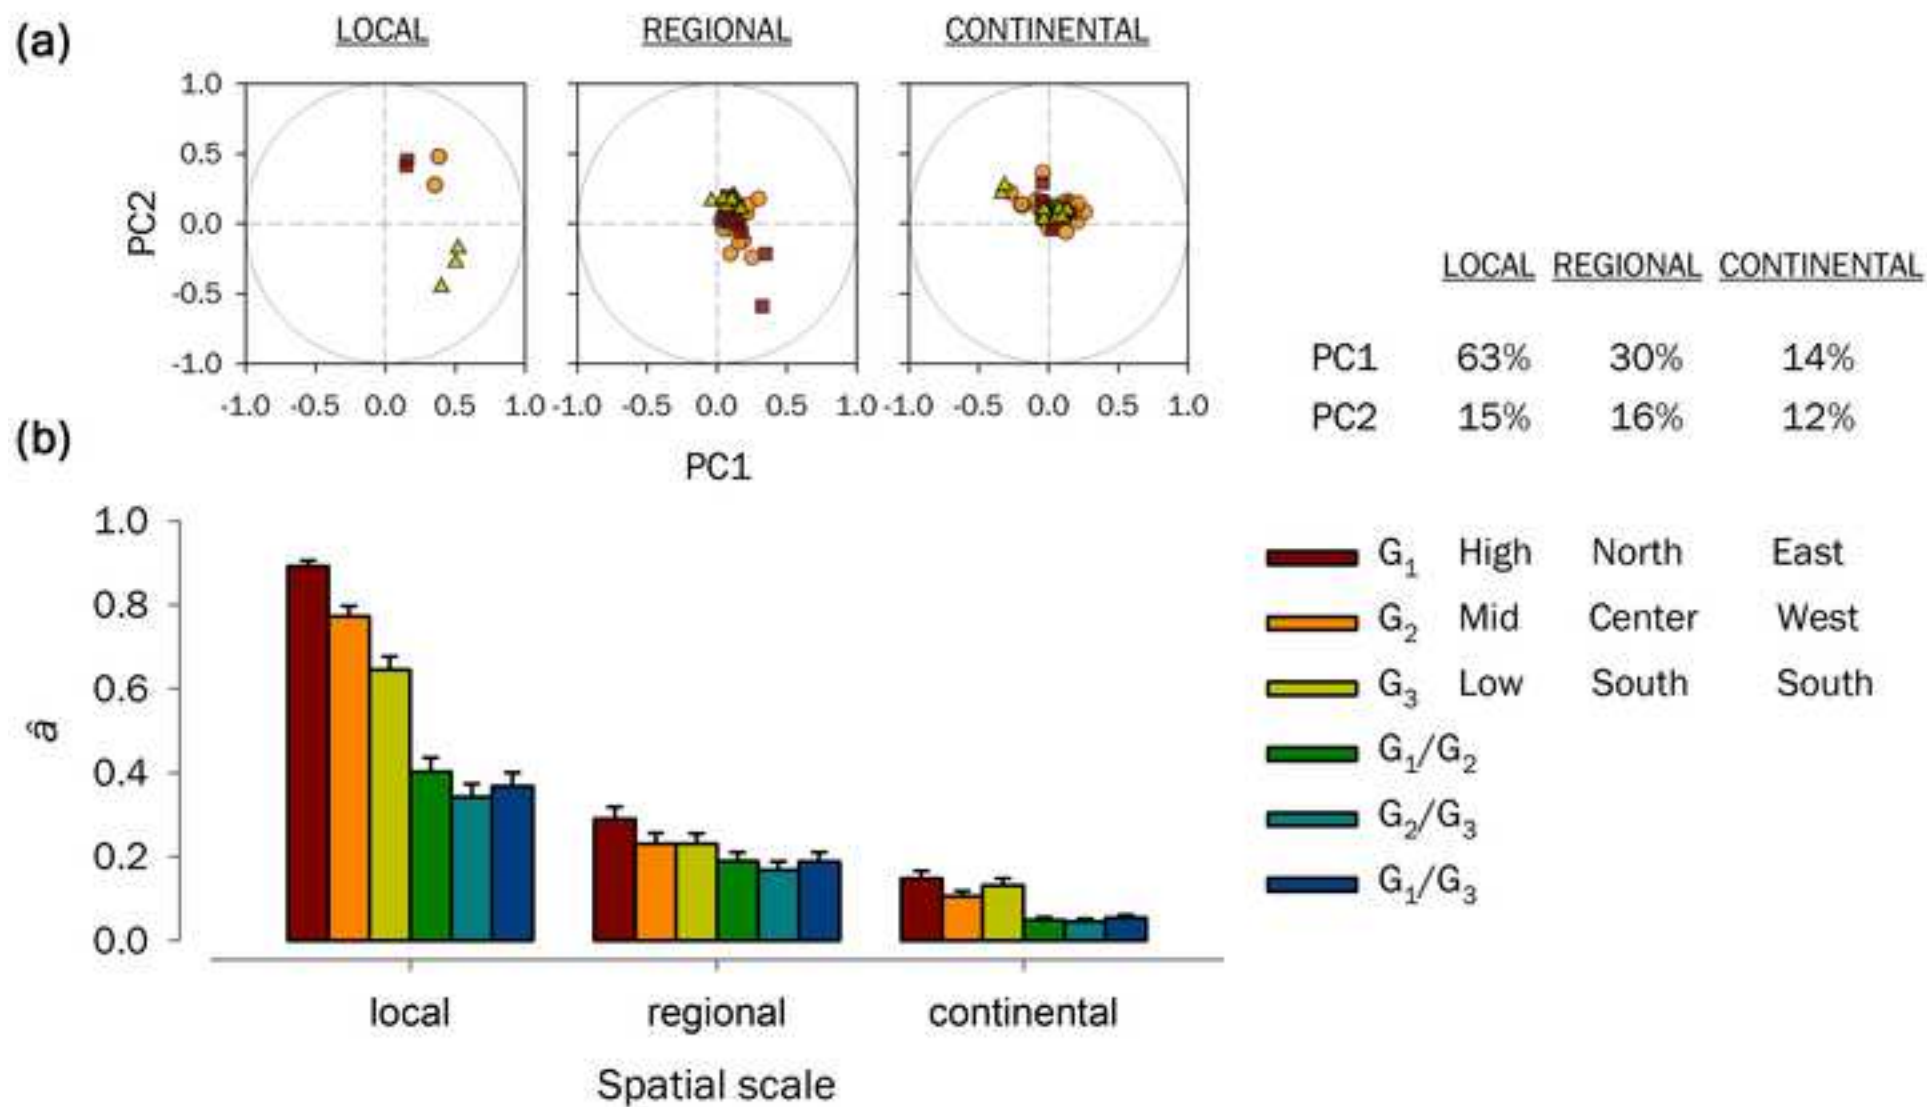 (a)
LOCAL REGIONAL CONTINENTAL
1.0
0.5
0.0
-0.5
-1.0
PC2
-1.0 -0.5 0.0 0.5 1.0 -1.0 -0.5 0.0 0.5 1.0 -1.0 -0.5 0.0 0.5 1.0
PC1
LOCAL REGIONAL CONTINENTAL
PC1 63% 30% 14%
PC2 15% 16% 12%
(b)
1.0
0.8
0.6
0.4
0.2
0.0
â
local regional continental
Spatial scale
G1 High North East
G2 Mid Center West
G3 Low South South
G1/G2
G2/G3
G1/G3